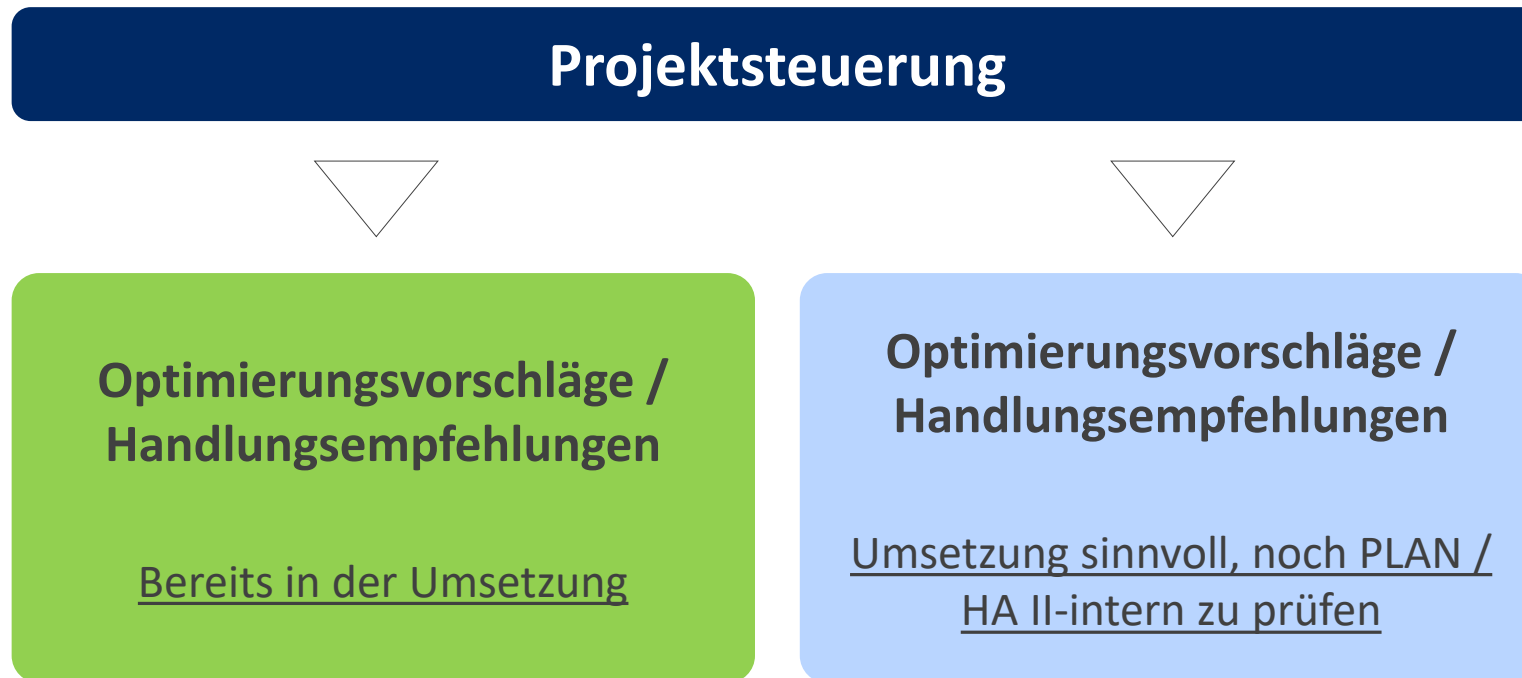 Projektsteuerung
Optimierungsvorschläge /
Handlungsempfehlungen
Bereits in der Umsetzung
Optimierungsvorschläge /
Handlungsempfehlungen
Umsetzung sinnvoll, noch PLAN /
HA II-intern zu prüfen